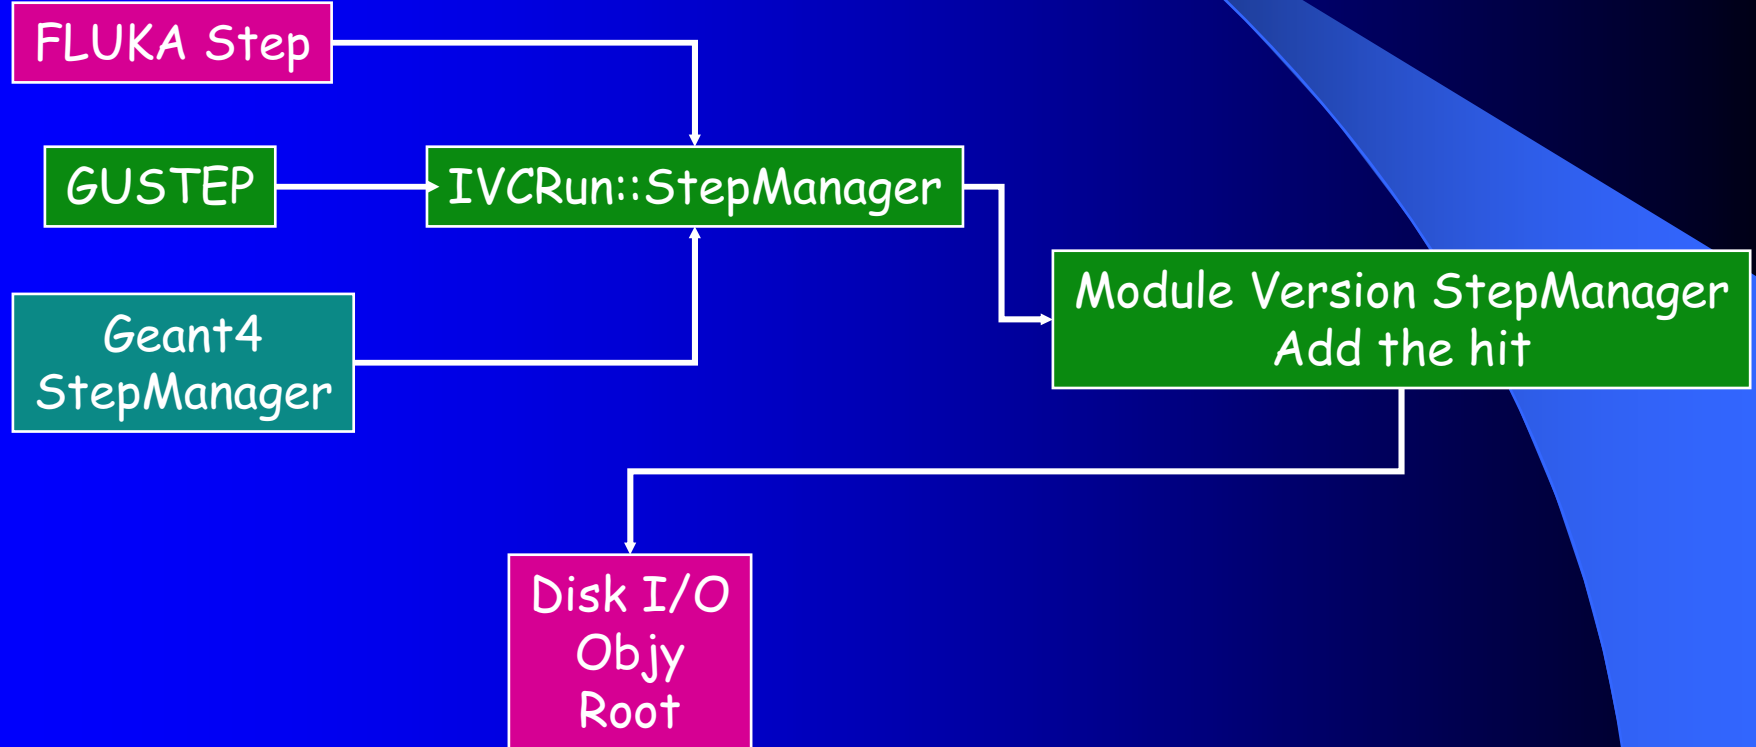 FLUKA Step
GUSTEP
IVCRun::StepManager
Geant4
StepManager
Module Version StepManager
Add the hit
Disk I/O
Objy
Root